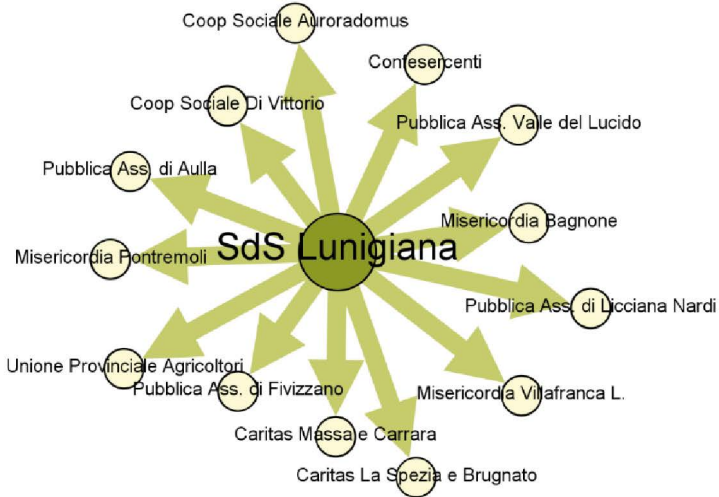 Coop Sociale Auroradomus
Confesercenti
Coop Sociale Di Vittorio
Pubblica Ass. Valle del Lucido
Pubblica Ass. di Aulla
Misericordia Bagnone
SdS Lunigiana
Misericordia Pontremoli
Pubblica Ass. di Licciana Nardi
Unione Provinciale Agricoltori
Pubblica Ass. di Fivizzano
Misericordia Villafranca L.
Caritas Massa e Carrara
Caritas La Spezia e Brugnato